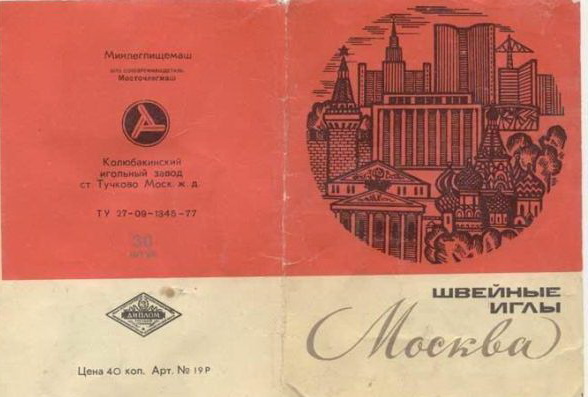 Минлегпищемаш
Колюбакинский
игольный завод
ст. Тучково Моск. ж. д.
ТУ 27-09-1345-77
30
ДИПЛОМ
Цена 40 коп. Арт. № 19Р
ШВЕЙНЫЕ
ИГЛЫ
Москва